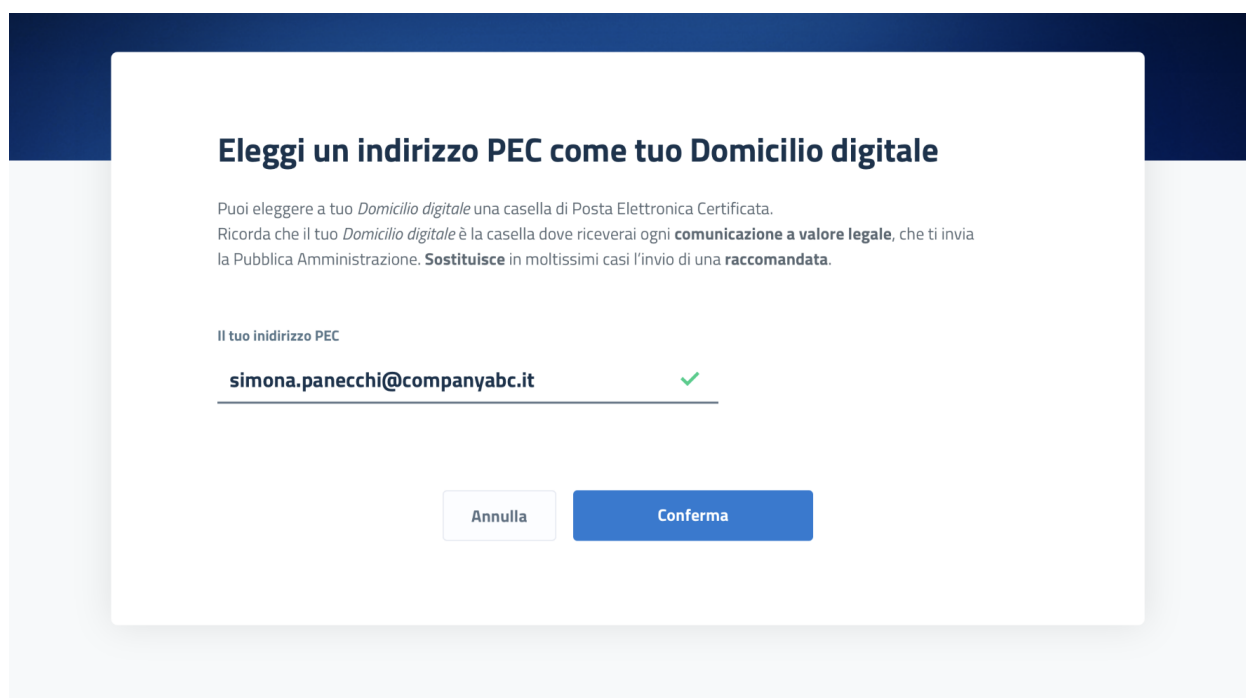 Eleggi un indirizzo PEC come tuo Domicilio digitale
Puoi eleggere a tuo Domicilio digitale una casella di Posta Elettronica Certificata.
Ricorda che il tuo Domicilio digitale è la casella dove riceverai ogni comunicazione a valore legale, che ti invia
la Pubblica Amministrazione. Sostituisce in moltissimi casi l'invio di una raccomandata.
Il tuo inidirizzo PEC
simona.panecchi@companyabc.it
Annulla
Conferma